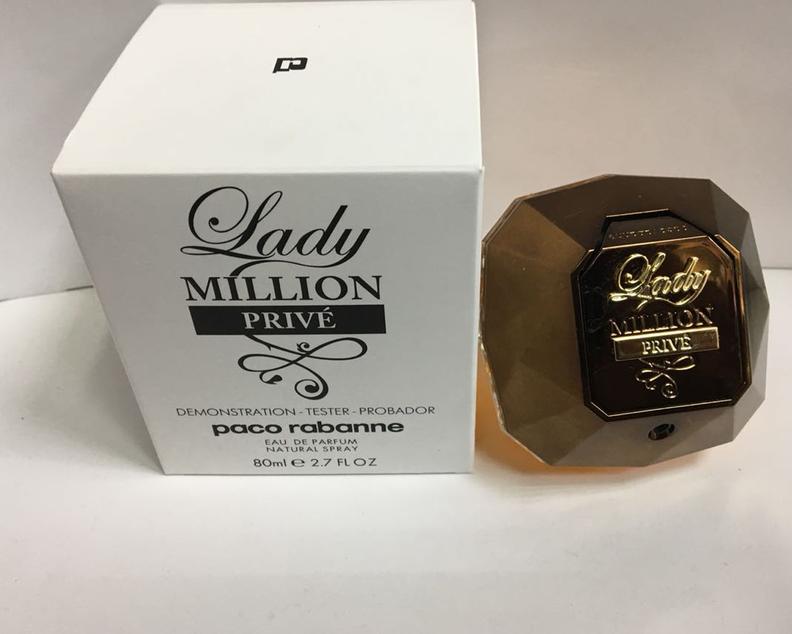 Lady
MILLION
PRIVÉ
DEMONSTRATION - TESTER - PROBADOR
paco rabanne
EAU DE PARFUM
NATURAL SPRAY
80ml ℮ 2.7 FL OZ
Lady
MILLION
PRIVÉ